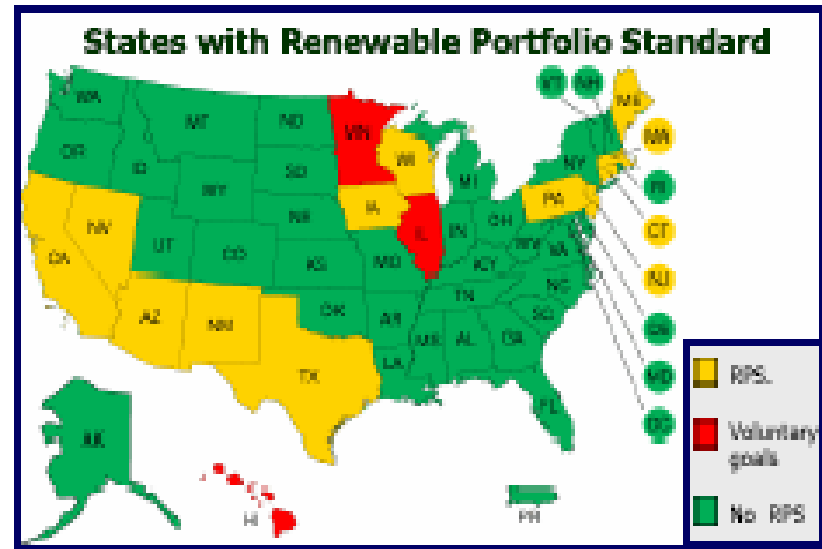 States with Renewable Portfolio Standard
WA
MT
ND
MN
VT
NH
ME
OR
ID
SD
WI
MI
NY
MA
WY
RI
NV
NE
IA
PA
CT
UT
CO
IL
IN
OH
NJ
CA
KS
MO
WV
VA
KY
NC
DE
AZ
NM
OK
AR
TN
SC
MD
TX
LA
MS
AL
GA
DC
FL
AK
HI
RPS.
Voluntary
goals
No RPS